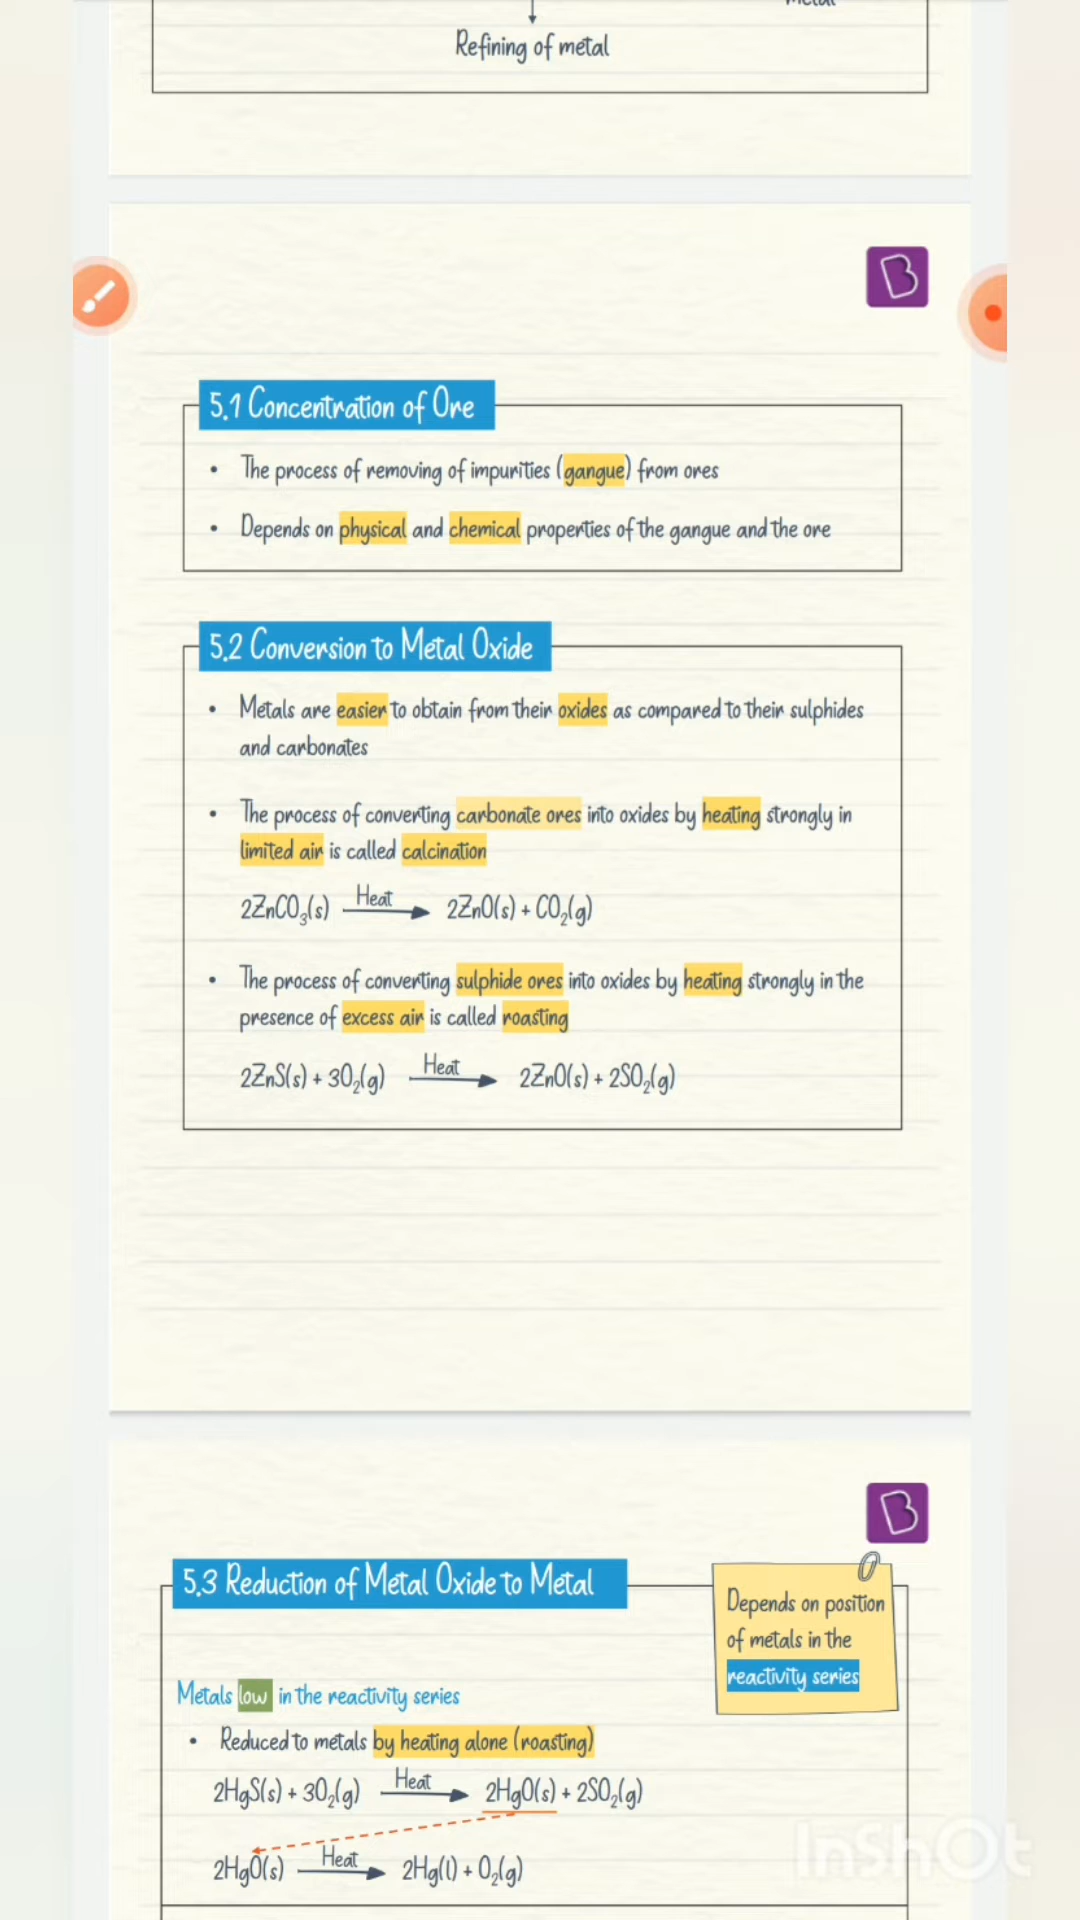 metal
Refining of metal
B
5.1 Concentration of Ore
• The process of removing of impurities (gangue) from ores
• Depends on physical and chemical properties of the gangue and the ore
5.2 Conversion to Metal Oxide
• Metals are easier to obtain from their oxides as compared to their sulphides
and carbonates
• The process of converting carbonate ores into oxides by heating strongly in
limited air is called calcination
2ZnCO₃(s) Heat → 2ZnO(s) + CO₂(g)
• The process of converting sulphide ores into oxides by heating strongly in the
presence of excess air is called roasting
2ZnS(s) + 3O₂(g) Heat → 2ZnO(s) + 2SO₂(g)
B
5.3 Reduction of Metal Oxide to Metal
Depends on position
of metals in the
reactivity series
Metals low in the reactivity series
• Reduced to metals by heating alone (roasting)
2HgS(s) + 3O₂(g) Heat → 2HgO(s) + 2SO₂(g)
2HgO(s) Heat → 2Hg(l) + O₂(g)
InShOt